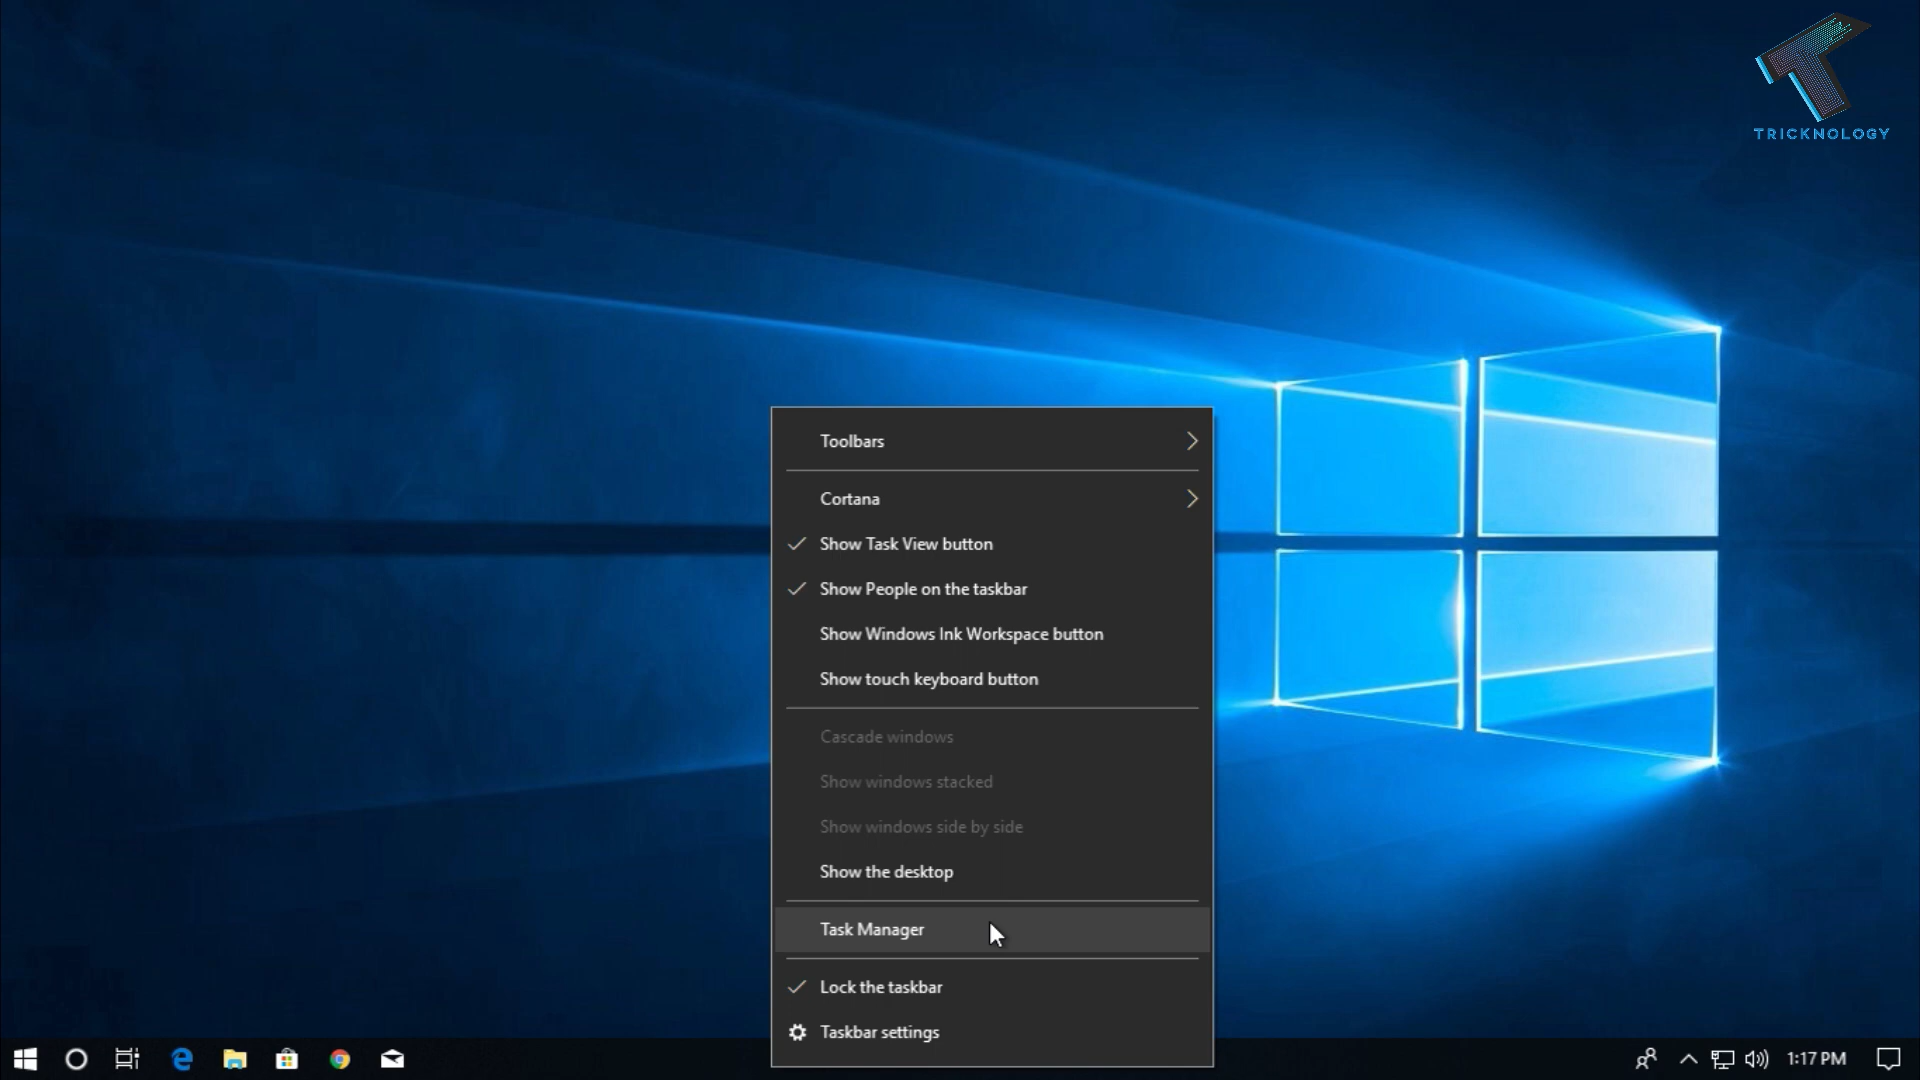 TRICKNOLOGY
Toolbars
Cortana
Show Task View button
Show People on the taskbar
Show Windows Ink Workspace button
Show touch keyboard button
Cascade windows
Show windows stacked
Show windows side by side
Show the desktop
Task Manager
Lock the taskbar
Taskbar settings
1:17 PM